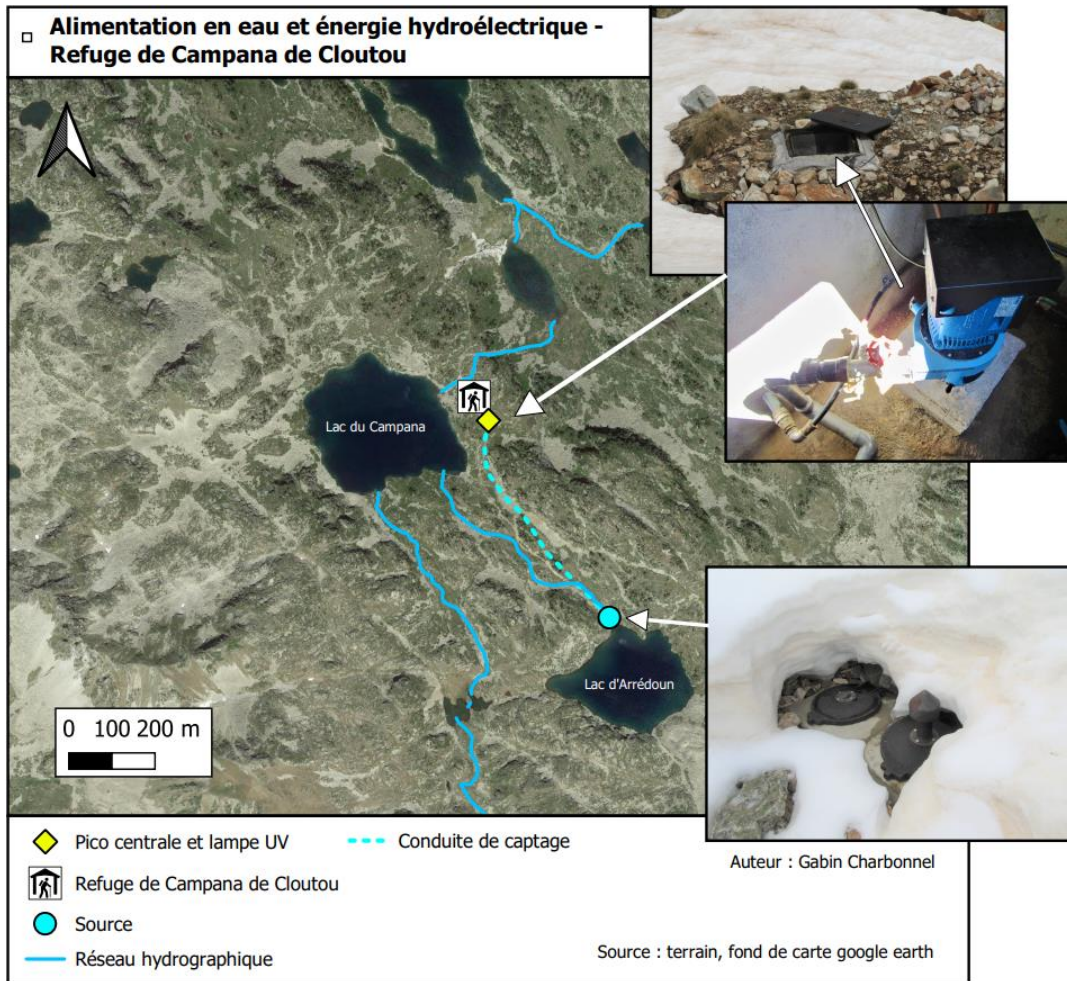 Alimentation en eau et énergie hydroélectrique -
Refuge de Campana de Cloutou
Lac du Campana
Lac d'Arrédoun
0 100 200 m
Pico centrale et lampe UV
Conduite de captage
Refuge de Campana de Cloutou
Source
Réseau hydrographique
Auteur : Gabin Charbonnel
Source : terrain, fond de carte google earth